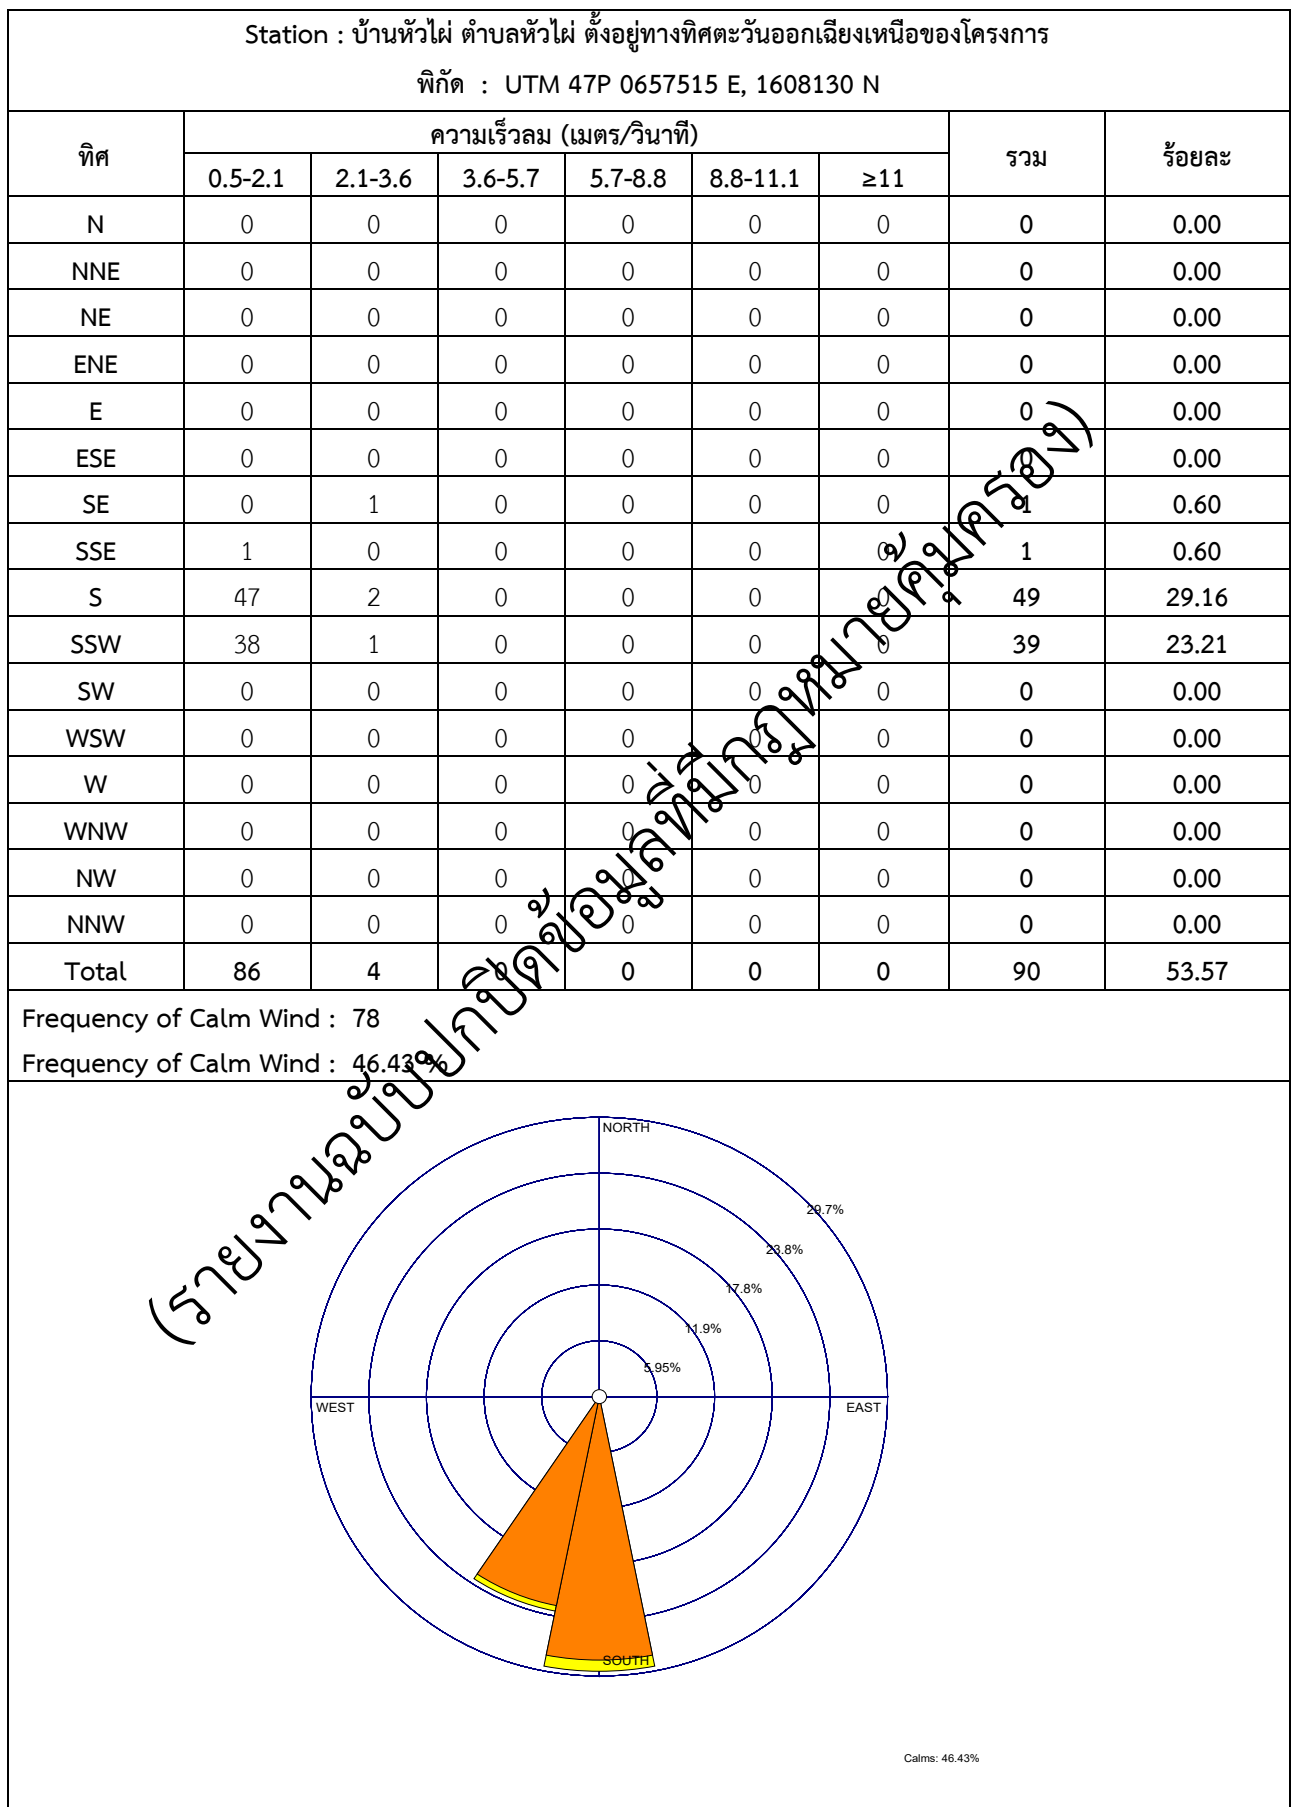 Station : บ้านหัวไผ่ ตำบลหัวไผ่ ตั้งอยู่ทางทิศตะวันออกเฉียงเหนือของโครงการ
พิกัด : UTM 47P 0657515 E, 1608130 N
ทิศ ความเร็วลม (เมตร/วินาที) รวม ร้อยละ
0.5-2.1 2.1-3.6 3.6-5.7 5.7-8.8 8.8-11.1 ≥11
N 0 0 0 0 0 0 0 0.00
NNE 0 0 0 0 0 0 0 0.00
NE 0 0 0 0 0 0 0 0.00
ENE 0 0 0 0 0 0 0 0.00
E 0 0 0 0 0 0 0 0.00
ESE 0 0 0 0 0 0 0 0.00
SE 0 1 0 0 0 0 1 0.60
SSE 1 0 0 0 0 0 1 0.60
S 47 2 0 0 0 0 49 29.16
SSW 38 1 0 0 0 0 39 23.21
SW 0 0 0 0 0 0 0 0.00
WSW 0 0 0 0 0 0 0 0.00
W 0 0 0 0 0 0 0 0.00
WNW 0 0 0 0 0 0 0 0.00
NW 0 0 0 0 0 0 0 0.00
NNW 0 0 0 0 0 0 0 0.00
Total 86 4 0 0 0 0 90 53.57
Frequency of Calm Wind : 78
Frequency of Calm Wind : 46.43 %
(รายงานฉบับปกปิดข้อมูลที่มีกฎหมายคุ้มครอง)
NORTH
29.7%
23.8%
17.8%
11.9%
5.95%
WEST EAST
SOUTH
Calms: 46.43%